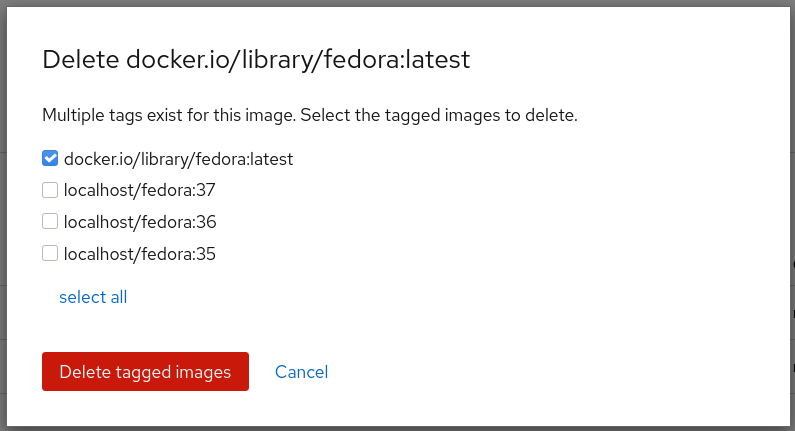 Delete docker.io/library/fedora:latest
Multiple tags exist for this image. Select the tagged images to delete.
docker.io/library/fedora:latest
localhost/fedora:37
localhost/fedora:36
localhost/fedora:35
select all
Delete tagged images
Cancel